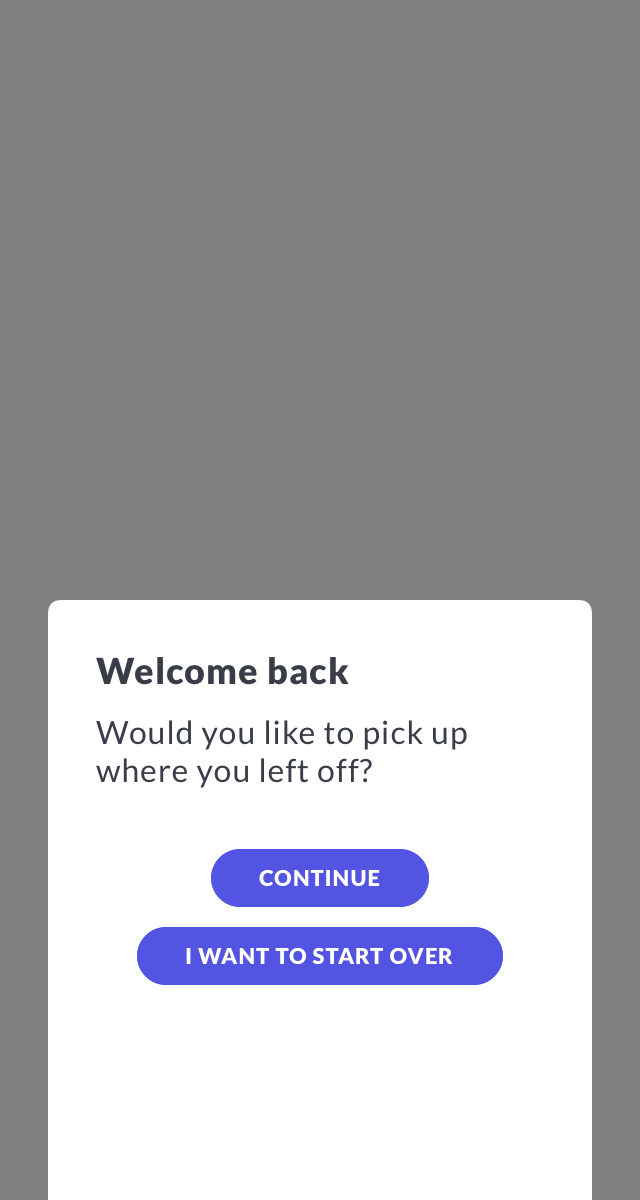 Welcome back
Would you like to pick up
where you left off?
CONTINUE
I WANT TO START OVER